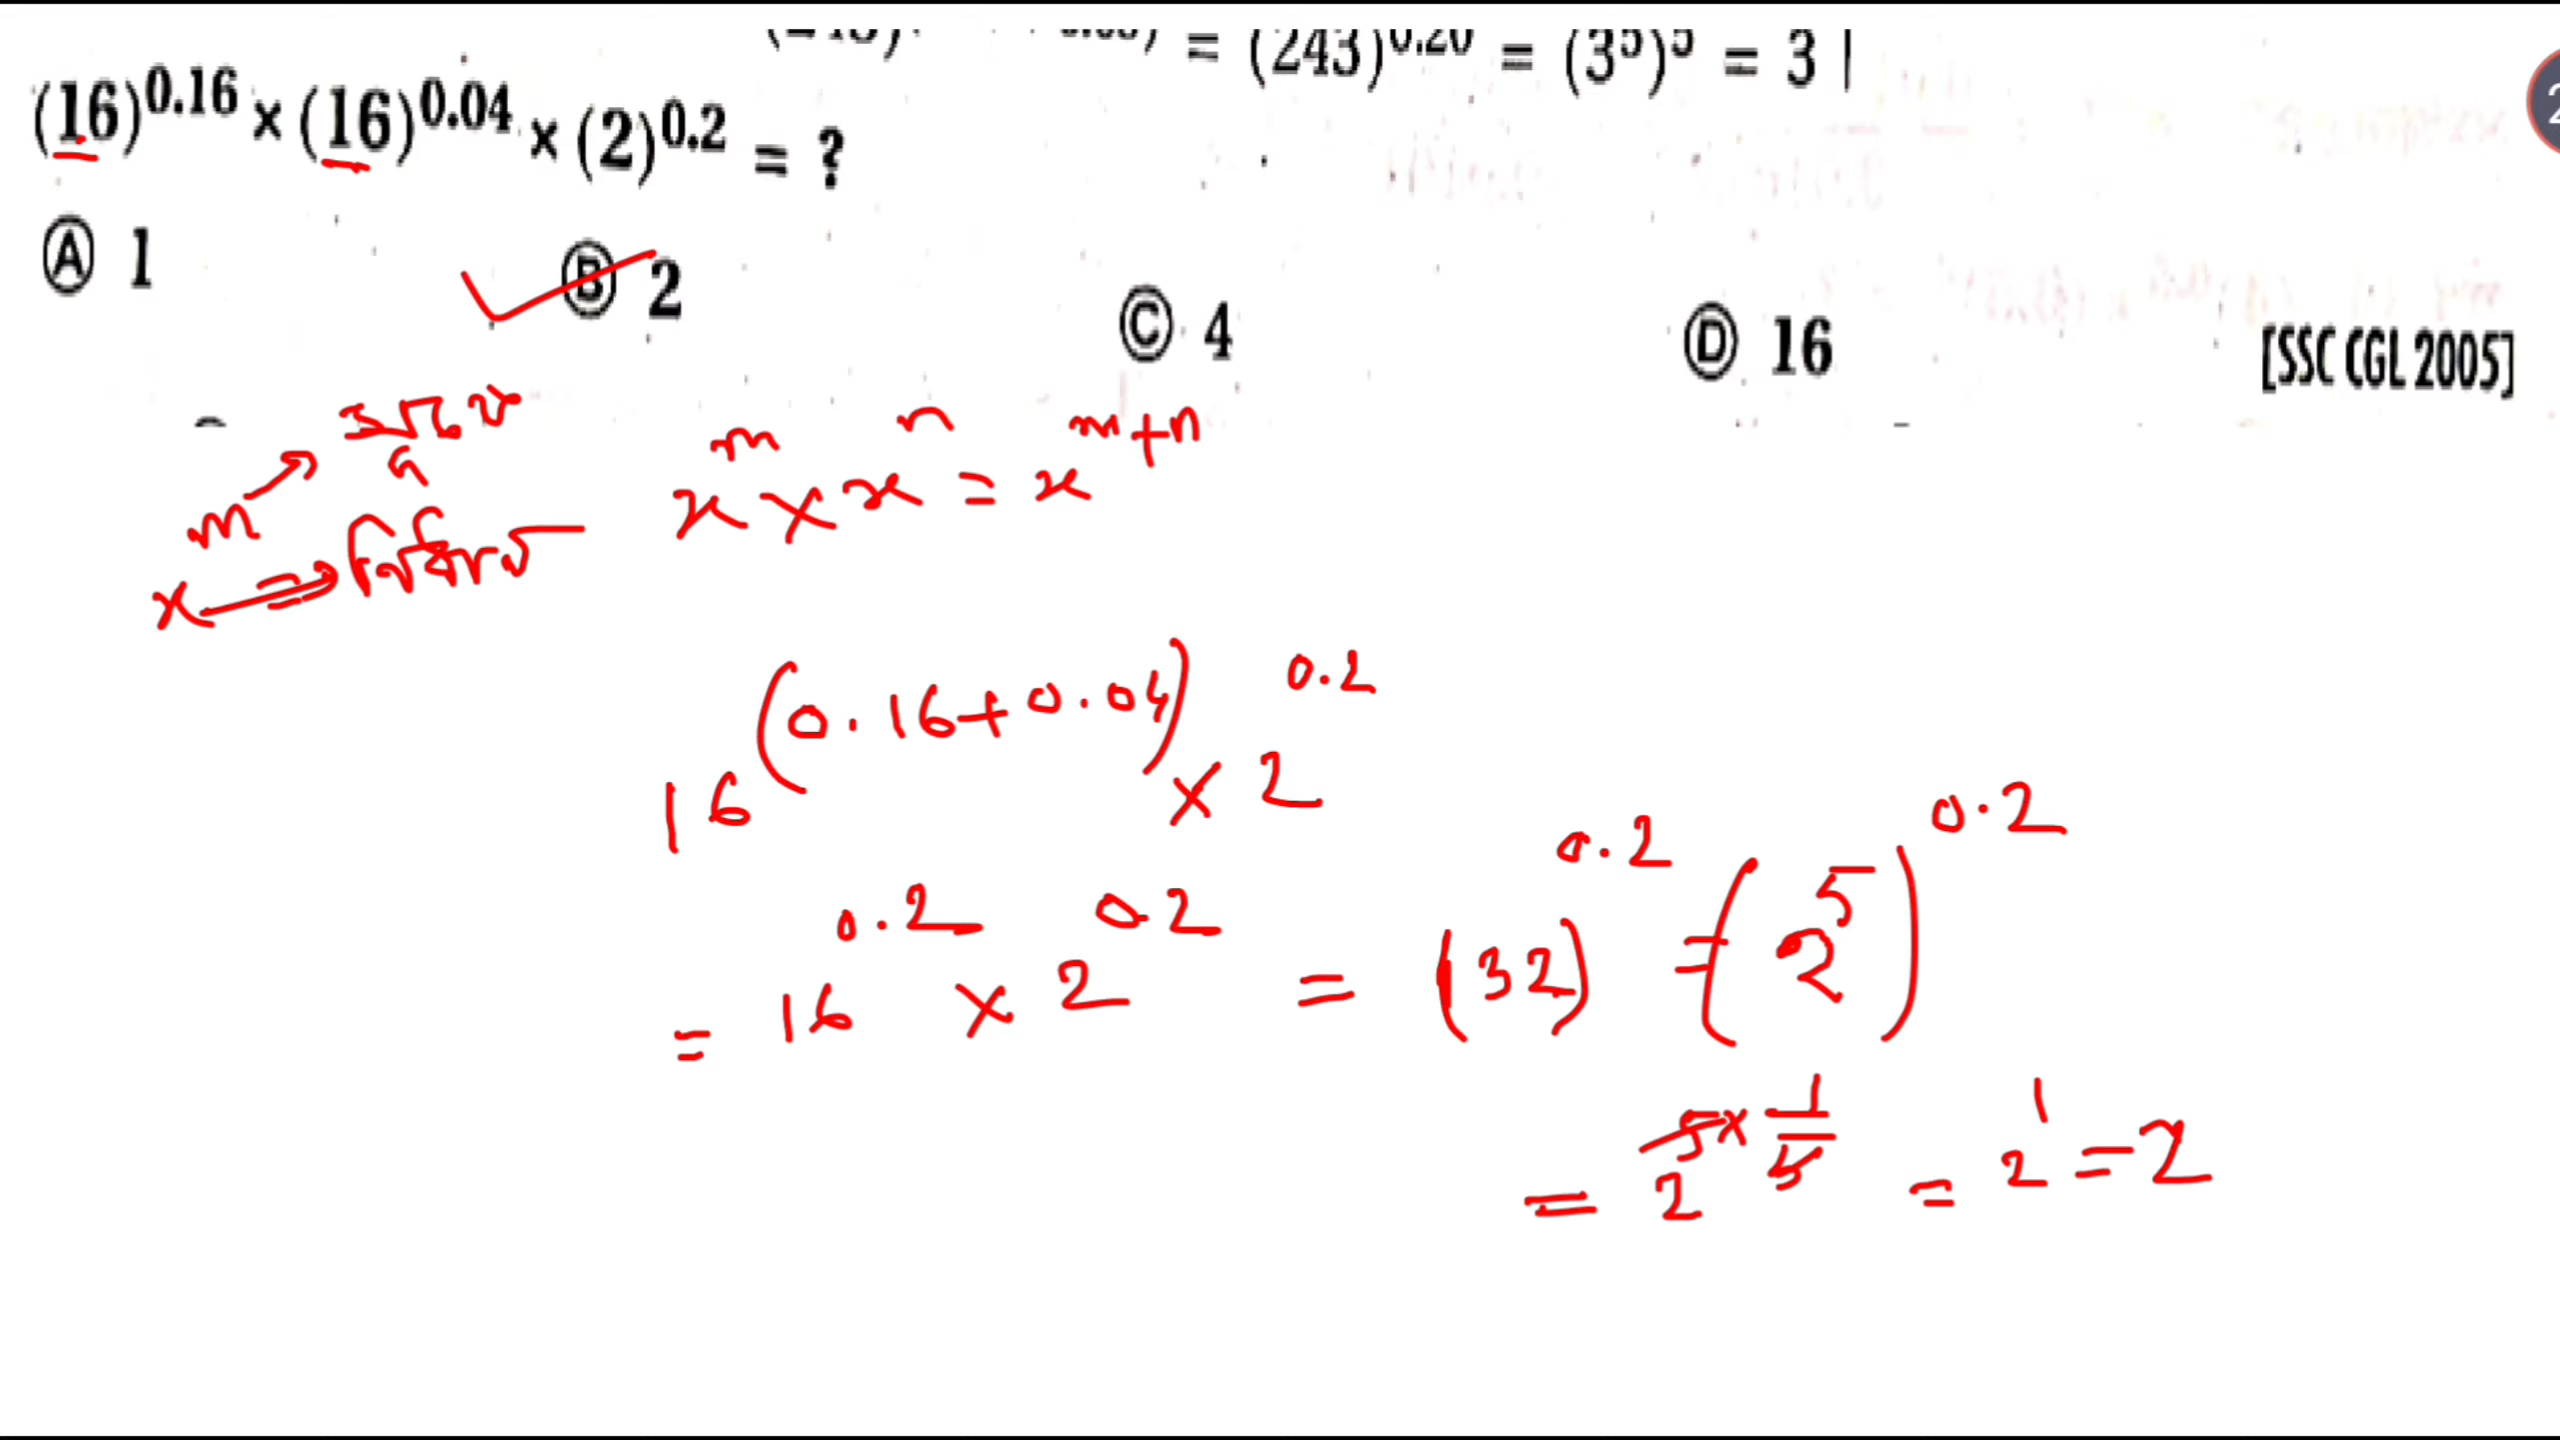 = (243)^0.20 = (3^5)^5 = 3 |
(16)^0.16 × (16)^0.04 × (2)^0.2 = ?
Ⓐ 1 Ⓑ 2 Ⓒ 4 Ⓓ 16 [SSC CGL 2005]
m →
x ⇒ निधान
x^m × x^n = x^m+n
16^(0.16+0.04) × 2^0.2
= 16^0.2 × 2^0.2 = (32)^0.2 = (2^5)^0.2
= 2^5×1/5 = 2^1 = 2